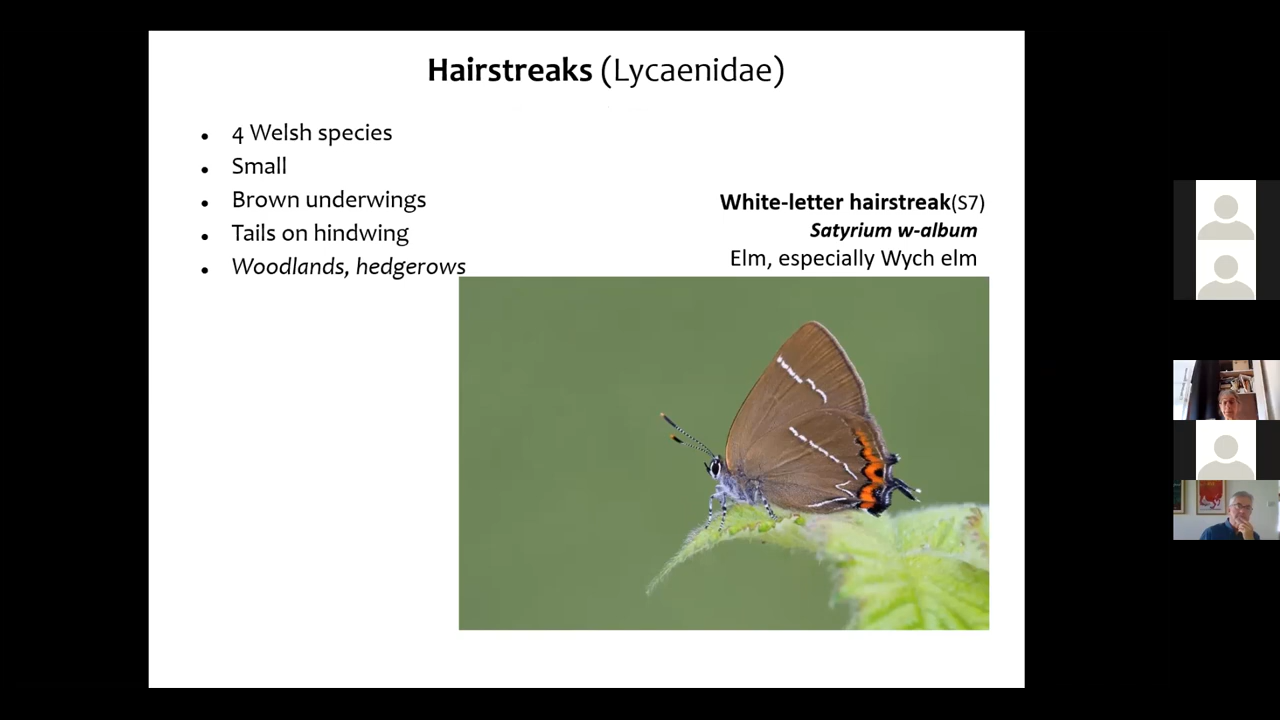 Hairstreaks (Lycaenidae)
• 4 Welsh species
• Small
• Brown underwings
• Tails on hindwing
• Woodlands, hedgerows
White-letter hairstreak(S7)
Satyrium w-album
Elm, especially Wych elm